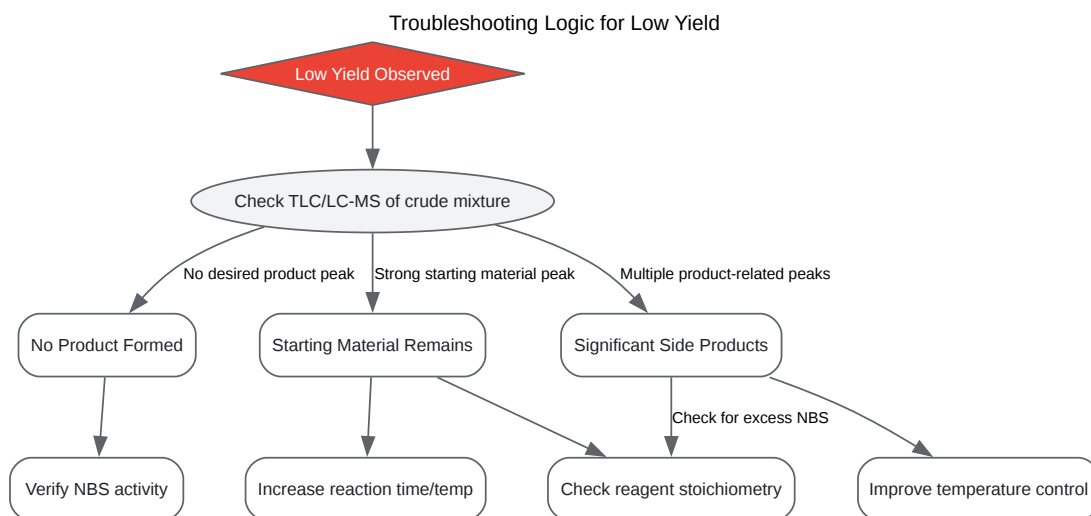 Troubleshooting Logic for Low Yield
Low Yield Observed
Check TLC/LC-MS of crude mixture
No desired product peak
Strong starting material peak
Multiple product-related peaks
No Product Formed
Starting Material Remains
Significant Side Products
Check for excess NBS
Verify NBS activity
Increase reaction time/temp
Check reagent stoichiometry
Improve temperature control